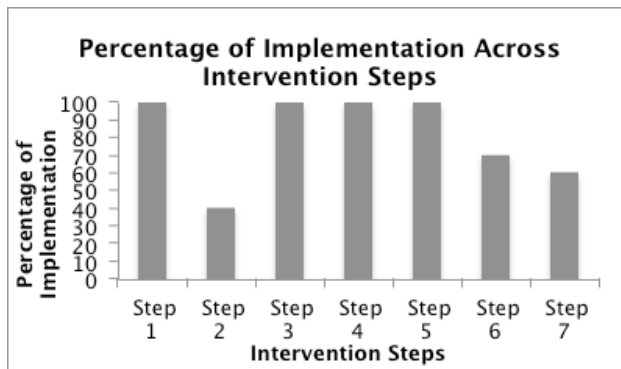 Percentage of Implementation Across
Intervention Steps
Percentage of
Implementation
100
90
80
70
60
50
40
30
20
10
0
Step
1
Step
2
Step
3
Step
4
Step
5
Step
6
Step
7
Intervention Steps